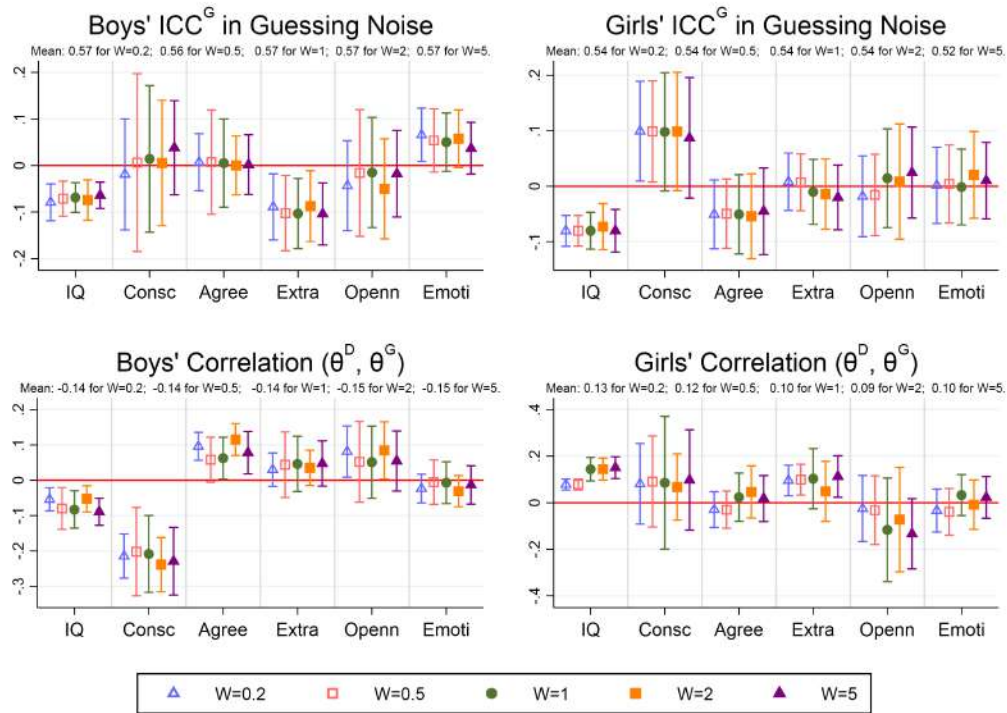 Boys' ICC^G in Guessing Noise
Mean: 0.57 for W=0.2; 0.56 for W=0.5; 0.57 for W=1; 0.57 for W=2; 0.57 for W=5.
.2
.1
0
-.1
-.2
IQ Consc Agree Extra Openn Emoti
Girls' ICC^G in Guessing Noise
Mean: 0.54 for W=0.2; 0.54 for W=0.5; 0.54 for W=1; 0.54 for W=2; 0.52 for W=5.
.2
.1
0
-.1
IQ Consc Agree Extra Openn Emoti
Boys' Correlation (θ^D, θ^G)
Mean: -0.14 for W=0.2; -0.14 for W=0.5; -0.14 for W=1; -0.15 for W=2; -0.15 for W=5.
.2
.1
0
-.1
-.2
-.3
IQ Consc Agree Extra Openn Emoti
Girls' Correlation (θ^D, θ^G)
Mean: 0.13 for W=0.2; 0.12 for W=0.5; 0.10 for W=1; 0.09 for W=2; 0.10 for W=5.
.4
.2
0
-.2
-.4
IQ Consc Agree Extra Openn Emoti
W=0.2 W=0.5 W=1 W=2 W=5